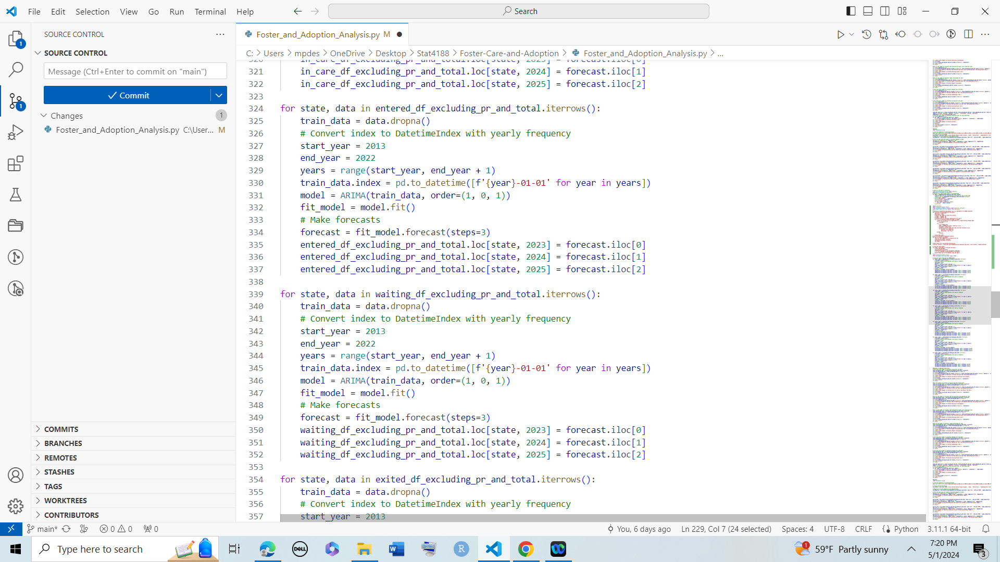 File Edit Selection View Go Run Terminal Help
Search
SOURCE CONTROL
SOURCE CONTROL
Message (Ctrl+Enter to commit on "main")
Commit
Changes 1
Foster_and_Adoption_Analysis.py C:\User... M
COMMITS
BRANCHES
REMOTES
STASHES
TAGS
WORKTREES
CONTRIBUTORS
1
1
Foster_and_Adoption_Analysis.py M
C: > Users > mpdes > OneDrive > Desktop > Stat4188 > Foster-Care-and-Adoption > Foster_and_Adoption_Analysis.py > ...
320 in_care_df_excluding_pr_and_total.loc[state, 2023] = forecast.iloc[0]
321 in_care_df_excluding_pr_and_total.loc[state, 2024] = forecast.iloc[1]
322 in_care_df_excluding_pr_and_total.loc[state, 2025] = forecast.iloc[2]
323
324 for state, data in entered_df_excluding_pr_and_total.iterrows():
325 train_data = data.dropna()
326 # Convert index to DatetimeIndex with yearly frequency
327 start_year = 2013
328 end_year = 2022
329 years = range(start_year, end_year + 1)
330 train_data.index = pd.to_datetime([f'{year}-01-01' for year in years])
331 model = ARIMA(train_data, order=(1, 0, 1))
332 fit_model = model.fit()
333 # Make forecasts
334 forecast = fit_model.forecast(steps=3)
335 entered_df_excluding_pr_and_total.loc[state, 2023] = forecast.iloc[0]
336 entered_df_excluding_pr_and_total.loc[state, 2024] = forecast.iloc[1]
337 entered_df_excluding_pr_and_total.loc[state, 2025] = forecast.iloc[2]
338
339 for state, data in waiting_df_excluding_pr_and_total.iterrows():
340 train_data = data.dropna()
341 # Convert index to DatetimeIndex with yearly frequency
342 start_year = 2013
343 end_year = 2022
344 years = range(start_year, end_year + 1)
345 train_data.index = pd.to_datetime([f'{year}-01-01' for year in years])
346 model = ARIMA(train_data, order=(1, 0, 1))
347 fit_model = model.fit()
348 # Make forecasts
349 forecast = fit_model.forecast(steps=3)
350 waiting_df_excluding_pr_and_total.loc[state, 2023] = forecast.iloc[0]
351 waiting_df_excluding_pr_and_total.loc[state, 2024] = forecast.iloc[1]
352 waiting_df_excluding_pr_and_total.loc[state, 2025] = forecast.iloc[2]
353
354 for state, data in exited_df_excluding_pr_and_total.iterrows():
355 train_data = data.dropna()
356 # Convert index to DatetimeIndex with yearly frequency
357 start_year = 2013
main* 0 0 0 You, 6 days ago Ln 229, Col 7 (24 selected) Spaces: 4 UTF-8 CRLF Python 3.11.1 64-bit
Type here to search DELL W R 1 59°F Partly sunny 7:20 PM
5/1/2024 3